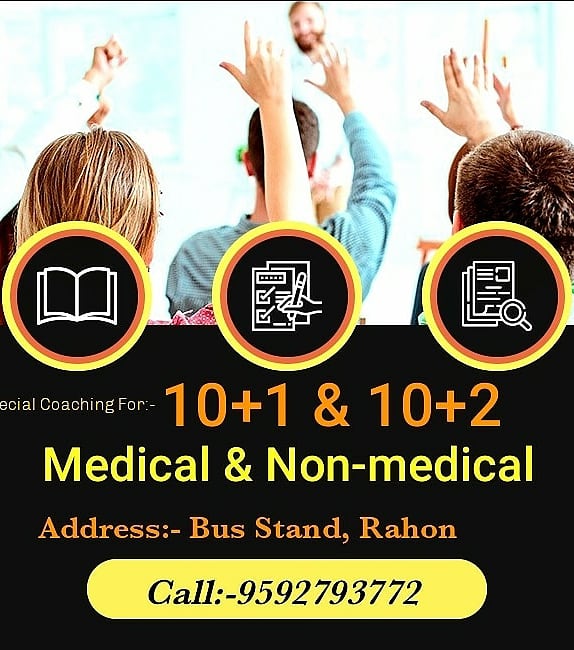 ecial Coaching For:- 10+1 & 10+2
Medical & Non-medical
Address:- Bus Stand, Rahon
Call:-9592793772